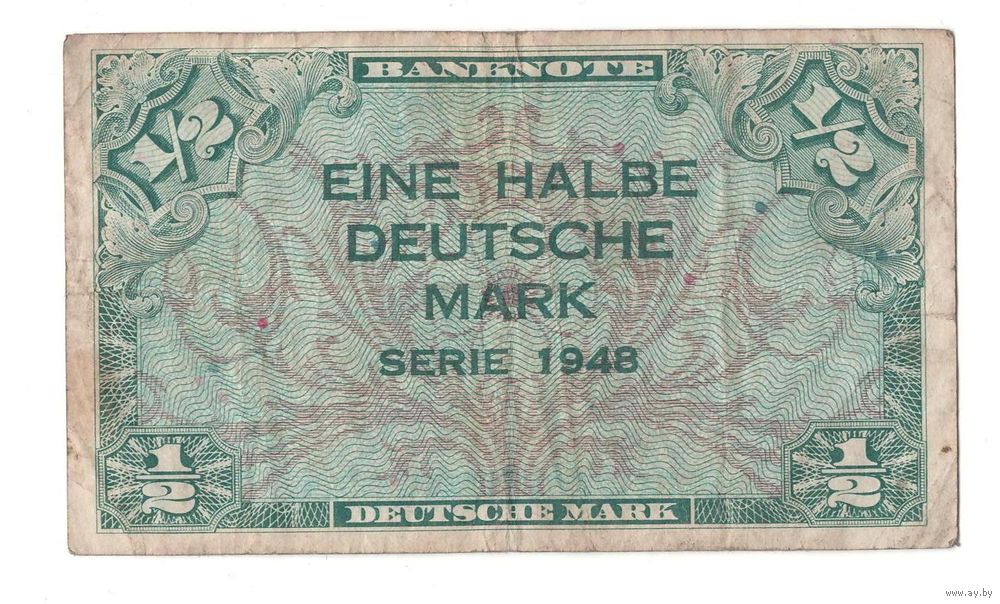 BANKNOTE
1/2 1/2
EINE HALBE
DEUTSCHE
MARK
SERIE 1948
1/2 1/2
DEUTSCHE MARK
www.ay.by